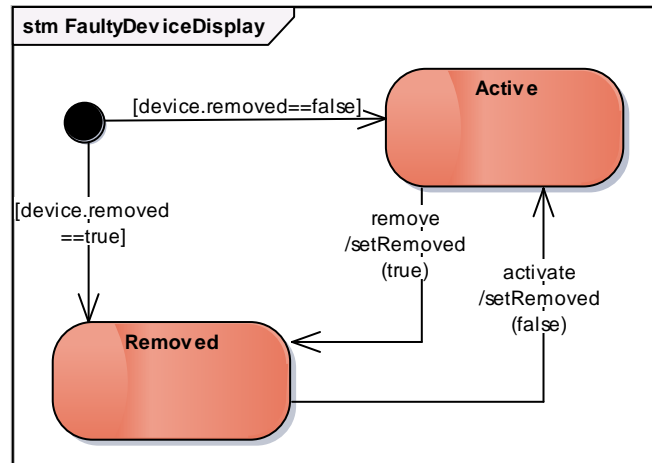 stm FaultyDeviceDisplay
Active
[device.removed==false]
[device.removed
==true]
remove
/setRemoved
(true)
activate
/setRemoved
(false)
Removed